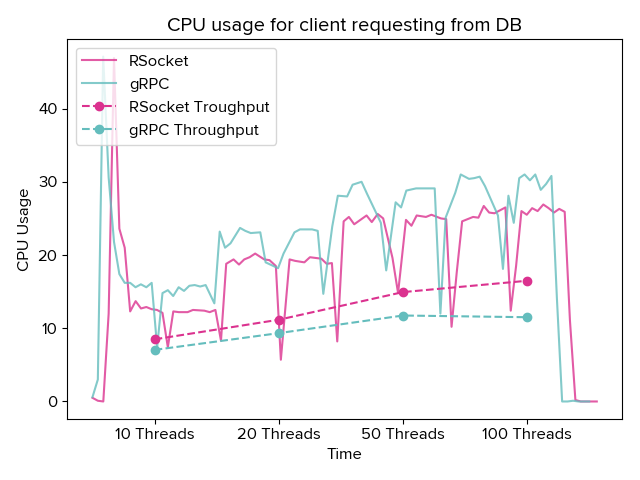 CPU usage for client requesting from DB
RSocket
gRPC
RSocket Troughput
gRPC Throughput
CPU Usage
40
30
20
10
0
10 Threads
20 Threads
50 Threads
100 Threads
Time